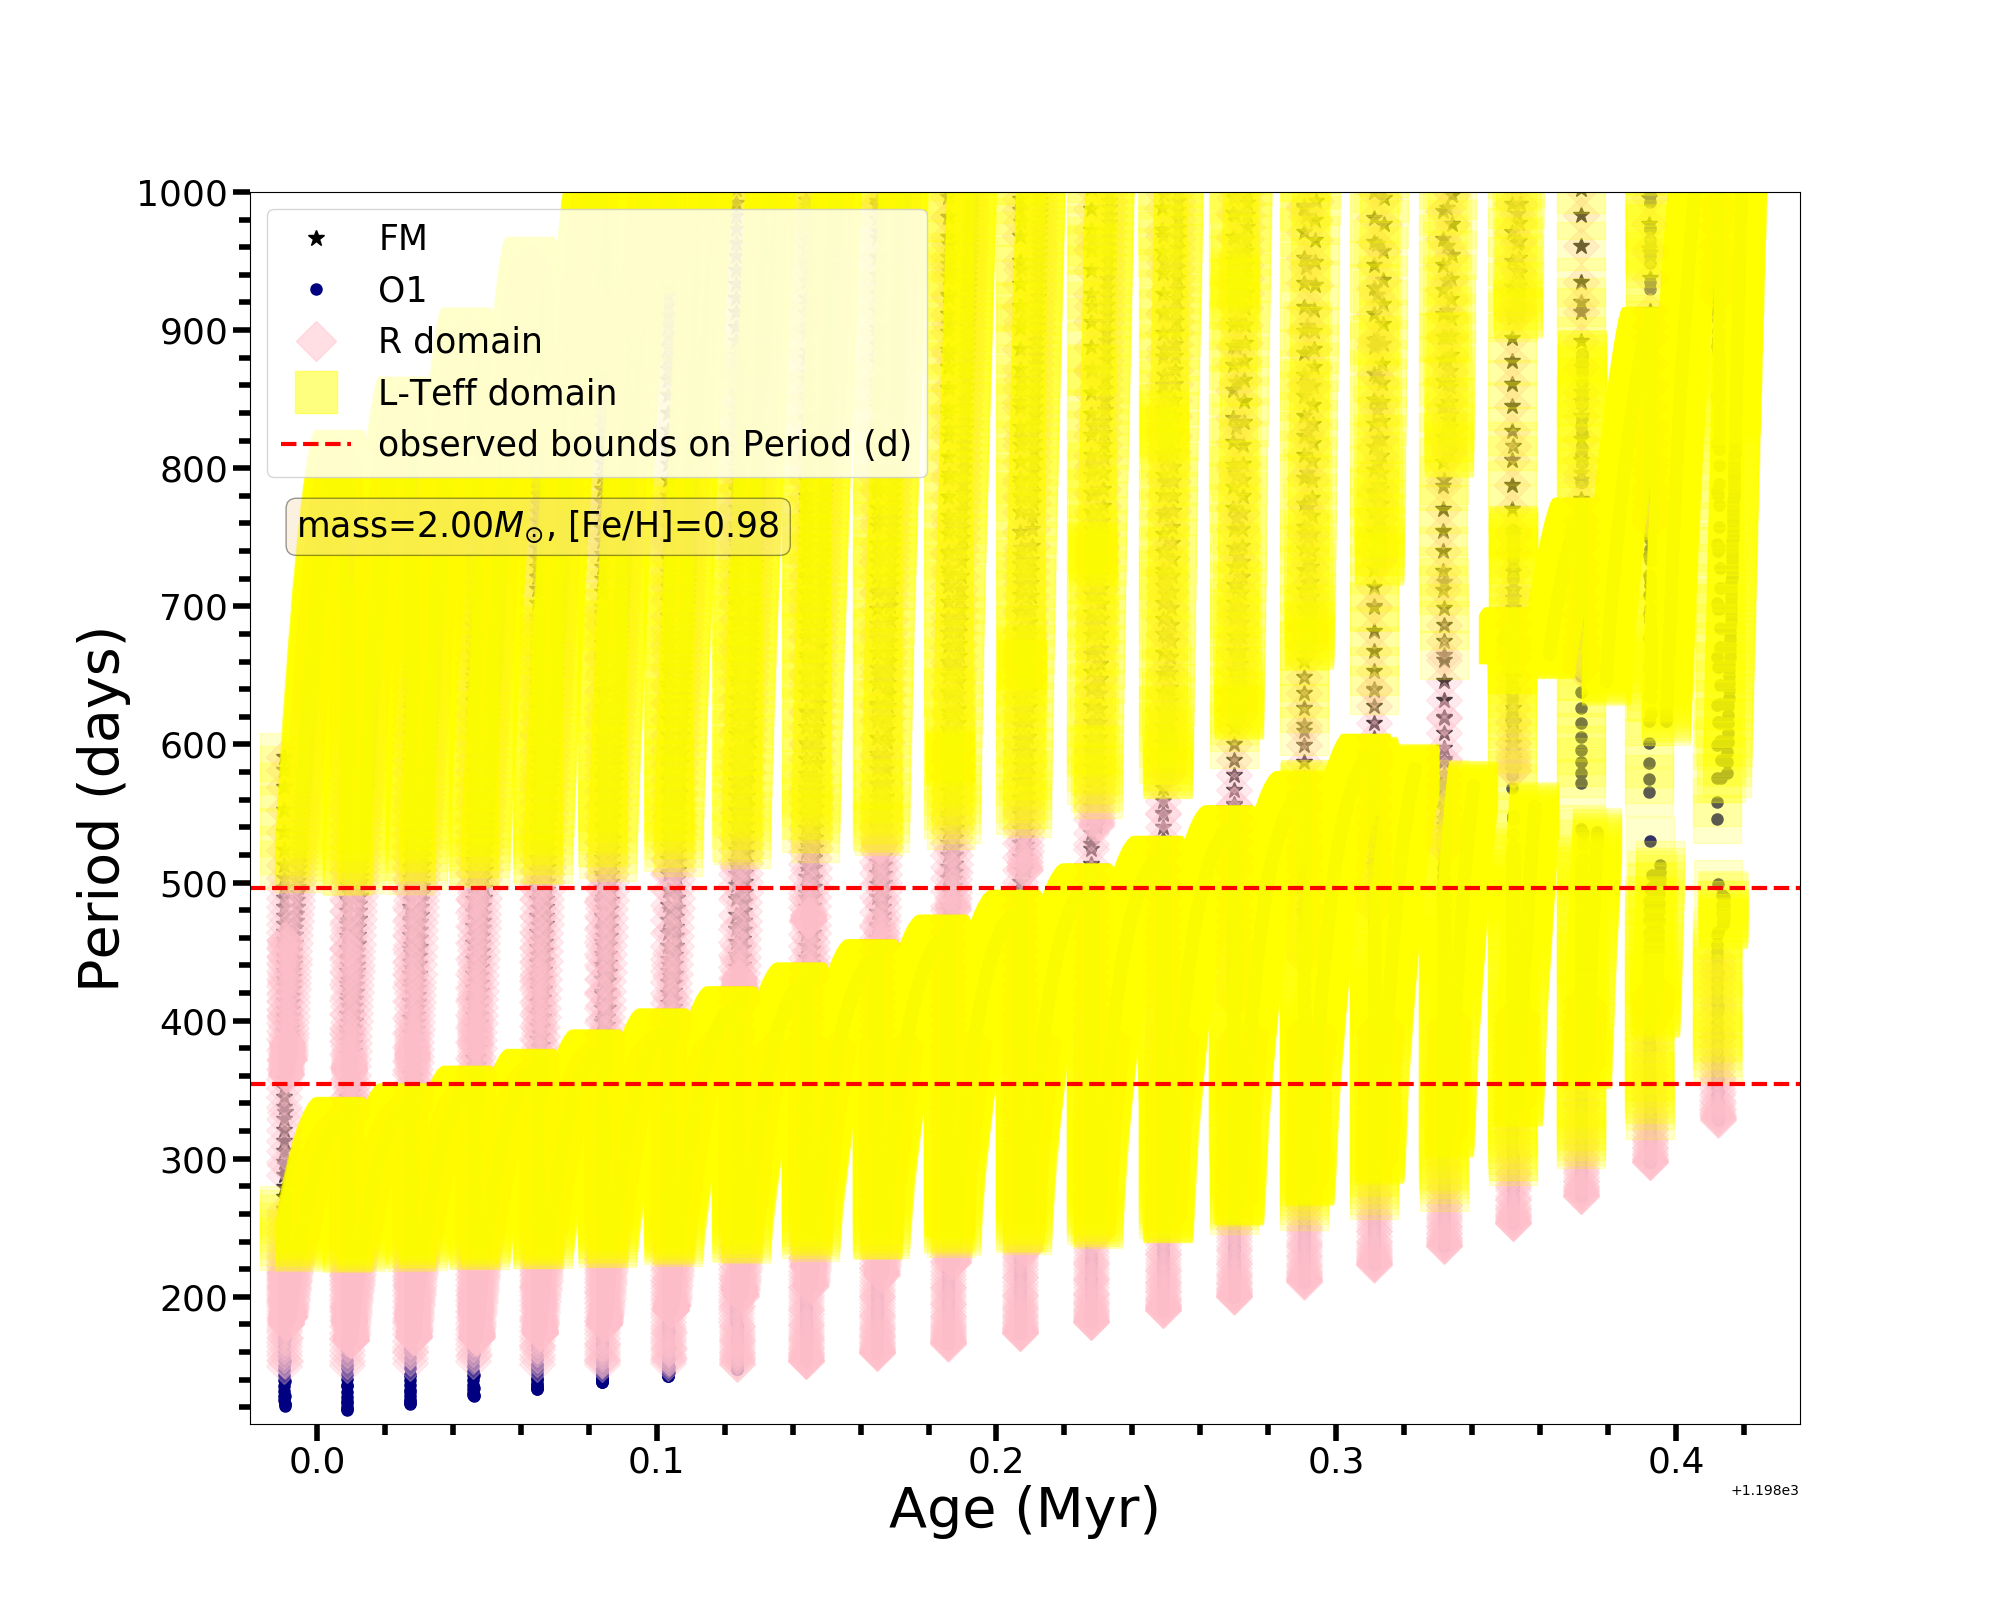 1000
900
800
700
600
500
400
300
200
Period (days)
FM
O1
R domain
L-Teff domain
observed bounds on Period (d)
mass=2.00M⊙, [Fe/H]=0.98
0.0 0.1 0.2 0.3 0.4
+1.198e3
Age (Myr)